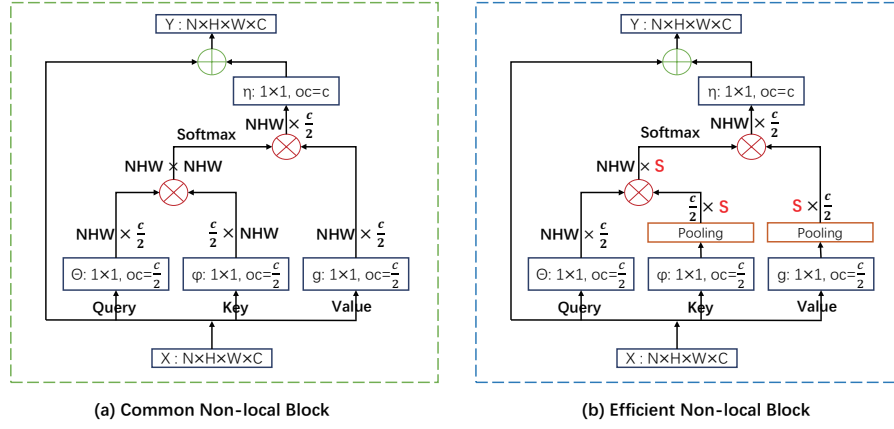 Y : N×H×W×C
η: 1×1, oc=c
NHW × c/2
Softmax
NHW × NHW
NHW × c/2
c/2 × NHW
NHW × c/2
Θ: 1×1, oc=c/2
φ: 1×1, oc=c/2
g: 1×1, oc=c/2
Query
Key
Value
X : N×H×W×C
(a) Common Non-local Block
Y : N×H×W×C
η: 1×1, oc=c
NHW × c/2
Softmax
NHW × S
NHW × c/2
c/2 × S
S × c/2
Pooling
Pooling
Θ: 1×1, oc=c/2
φ: 1×1, oc=c/2
g: 1×1, oc=c/2
Query
Key
Value
X : N×H×W×C
(b) Efficient Non-local Block